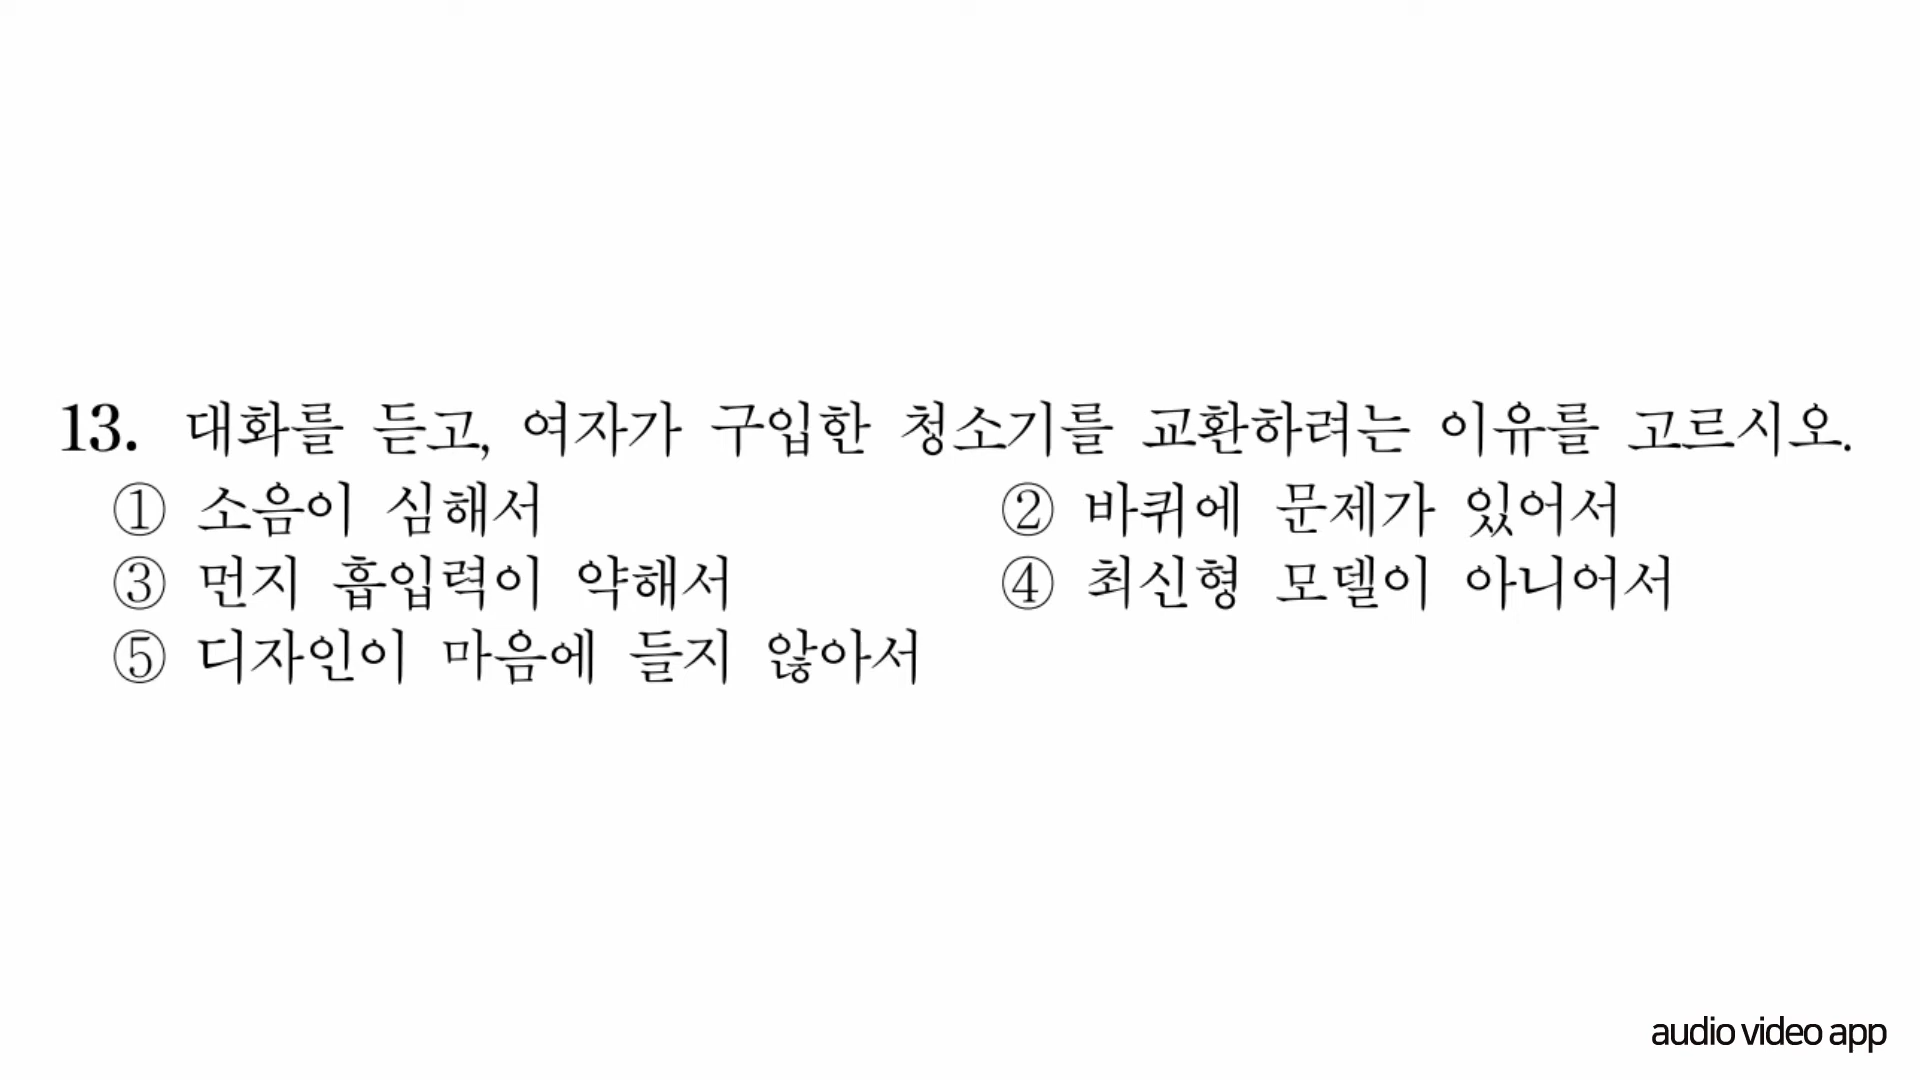 13. 대화를 듣고, 여자가 구입한 청소기를 교환하려는 이유를 고르시오.
① 소음이 심해서 ② 바퀴에 문제가 있어서
③ 먼지 흡입력이 약해서 ④ 최신형 모델이 아니어서
⑤ 디자인이 마음에 들지 않아서
audio video app